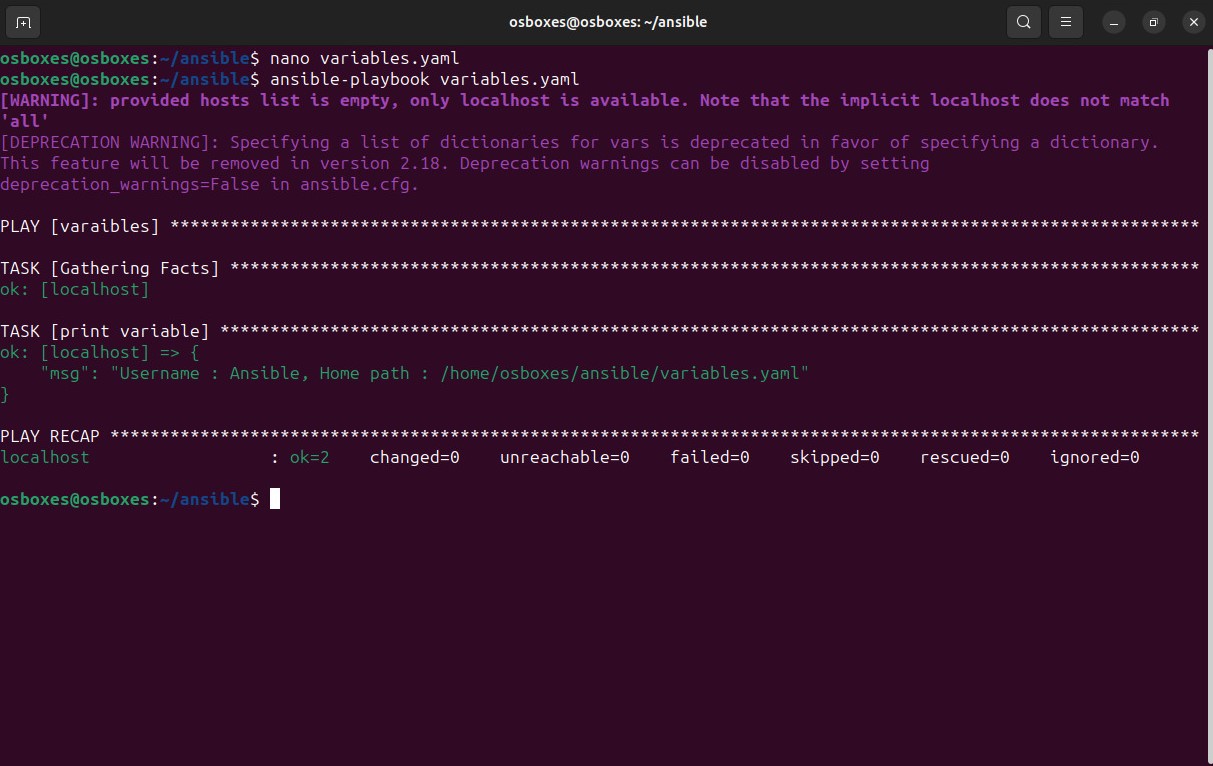 osboxes@osboxes: ~/ansible
osboxes@osboxes:~/ansible$ nano variables.yaml
osboxes@osboxes:~/ansible$ ansible-playbook variables.yaml
[WARNING]: provided hosts list is empty, only localhost is available. Note that the implicit localhost does not match
'all'
[DEPRECATION WARNING]: Specifying a list of dictionaries for vars is deprecated in favor of specifying a dictionary.
This feature will be removed in version 2.18. Deprecation warnings can be disabled by setting
deprecation_warnings=False in ansible.cfg.
PLAY [varaibles] *******************************************************************************************************
TASK [Gathering Facts] *************************************************************************************************
ok: [localhost]
TASK [print variable] **************************************************************************************************
ok: [localhost] => {
    "msg": "Username : Ansible, Home path : /home/osboxes/ansible/variables.yaml"
}
PLAY RECAP *************************************************************************************************************
localhost                  : ok=2    changed=0    unreachable=0    failed=0    skipped=0    rescued=0    ignored=0
osboxes@osboxes:~/ansible$